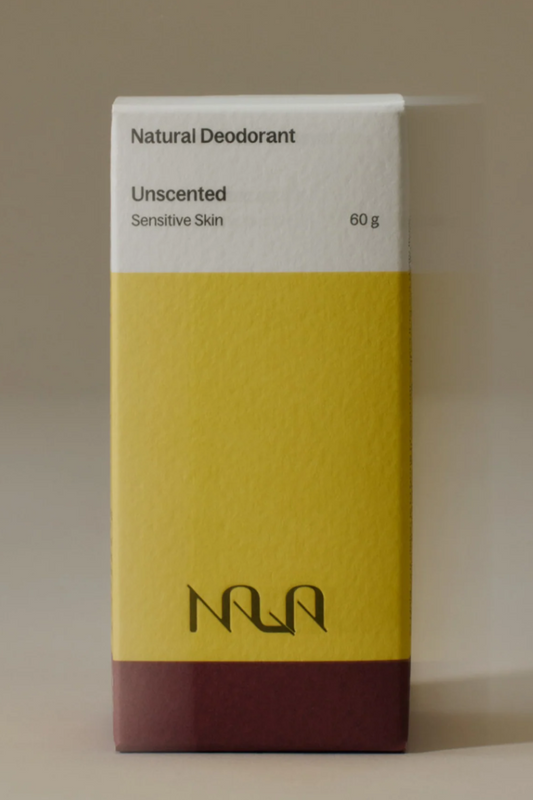 Natural Deodorant
Unscented
Sensitive Skin 60 g
NALA